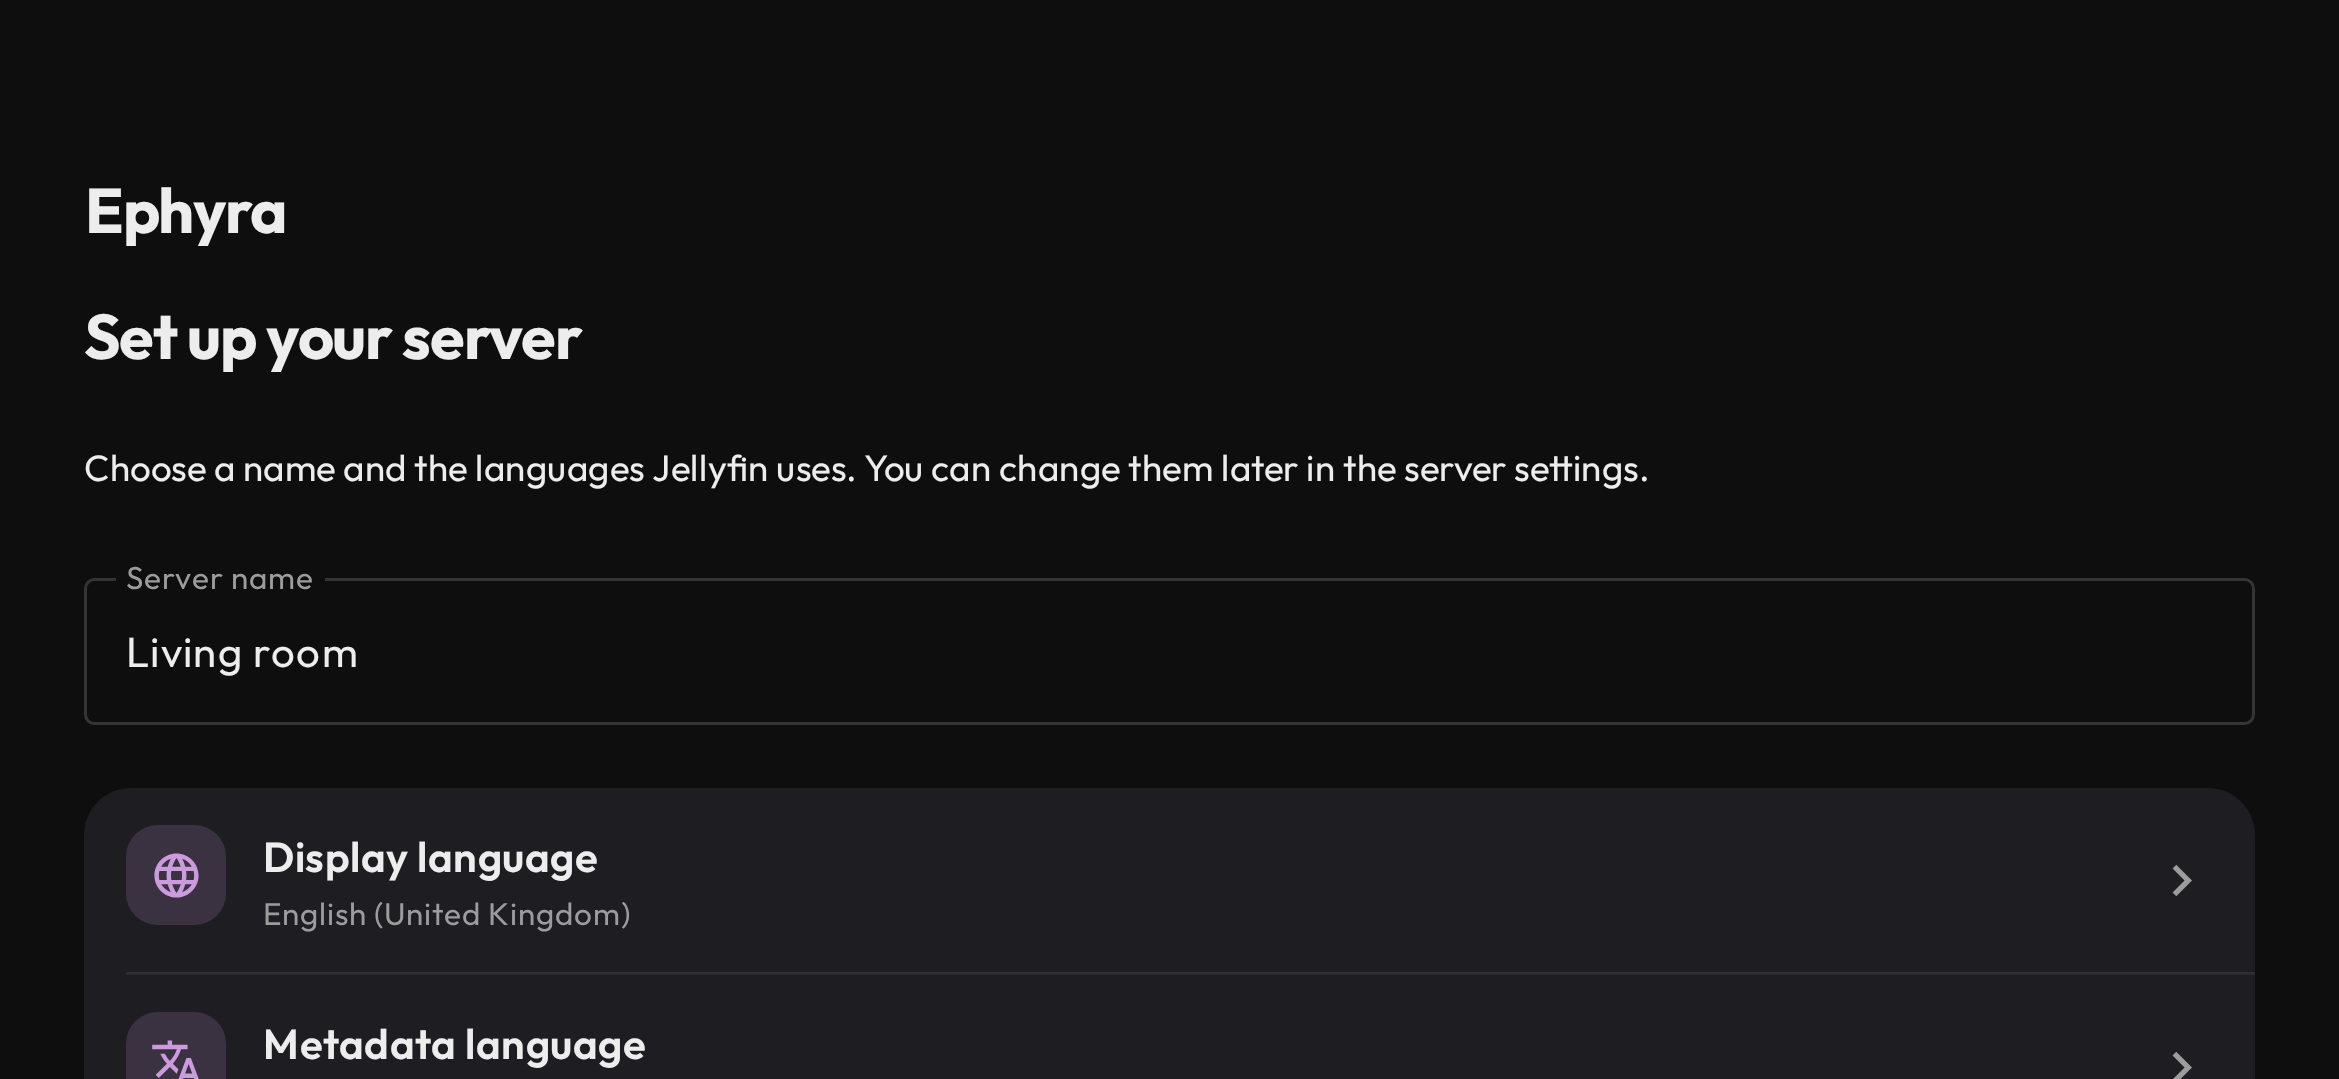 Ephyra
Set up your server
Choose a name and the languages Jellyfin uses. You can change them later in the server settings.
Server name
Living room
Display language
English (United Kingdom)
Metadata language